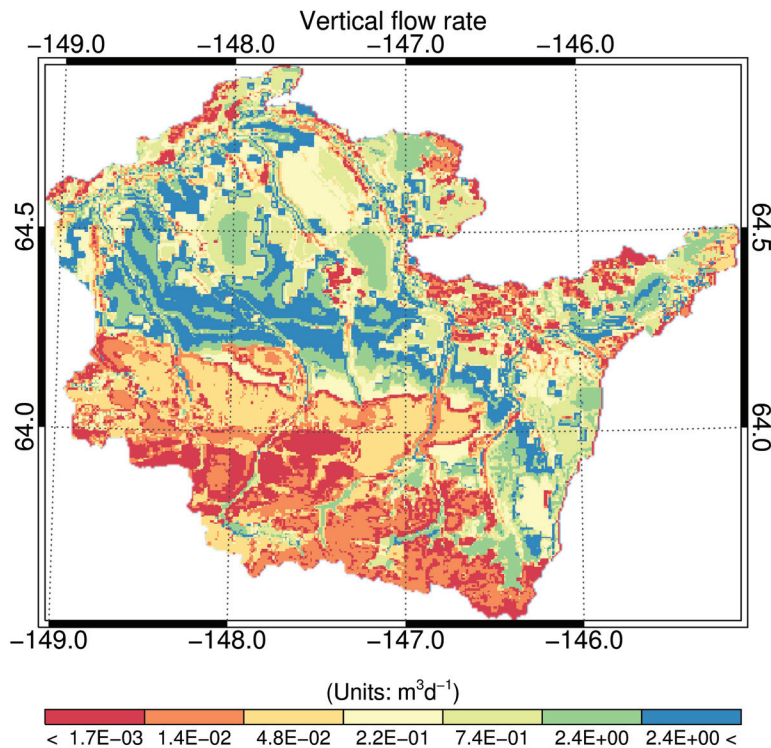 Vertical flow rate
−149.0 −148.0 −147.0 −146.0
64.5 64.5
64.0 64.0
−149.0 −148.0 −147.0 −146.0
(Units: m³d⁻¹)
< 1.7E−03 1.4E−02 4.8E−02 2.2E−01 7.4E−01 2.4E+00 2.4E+00 <